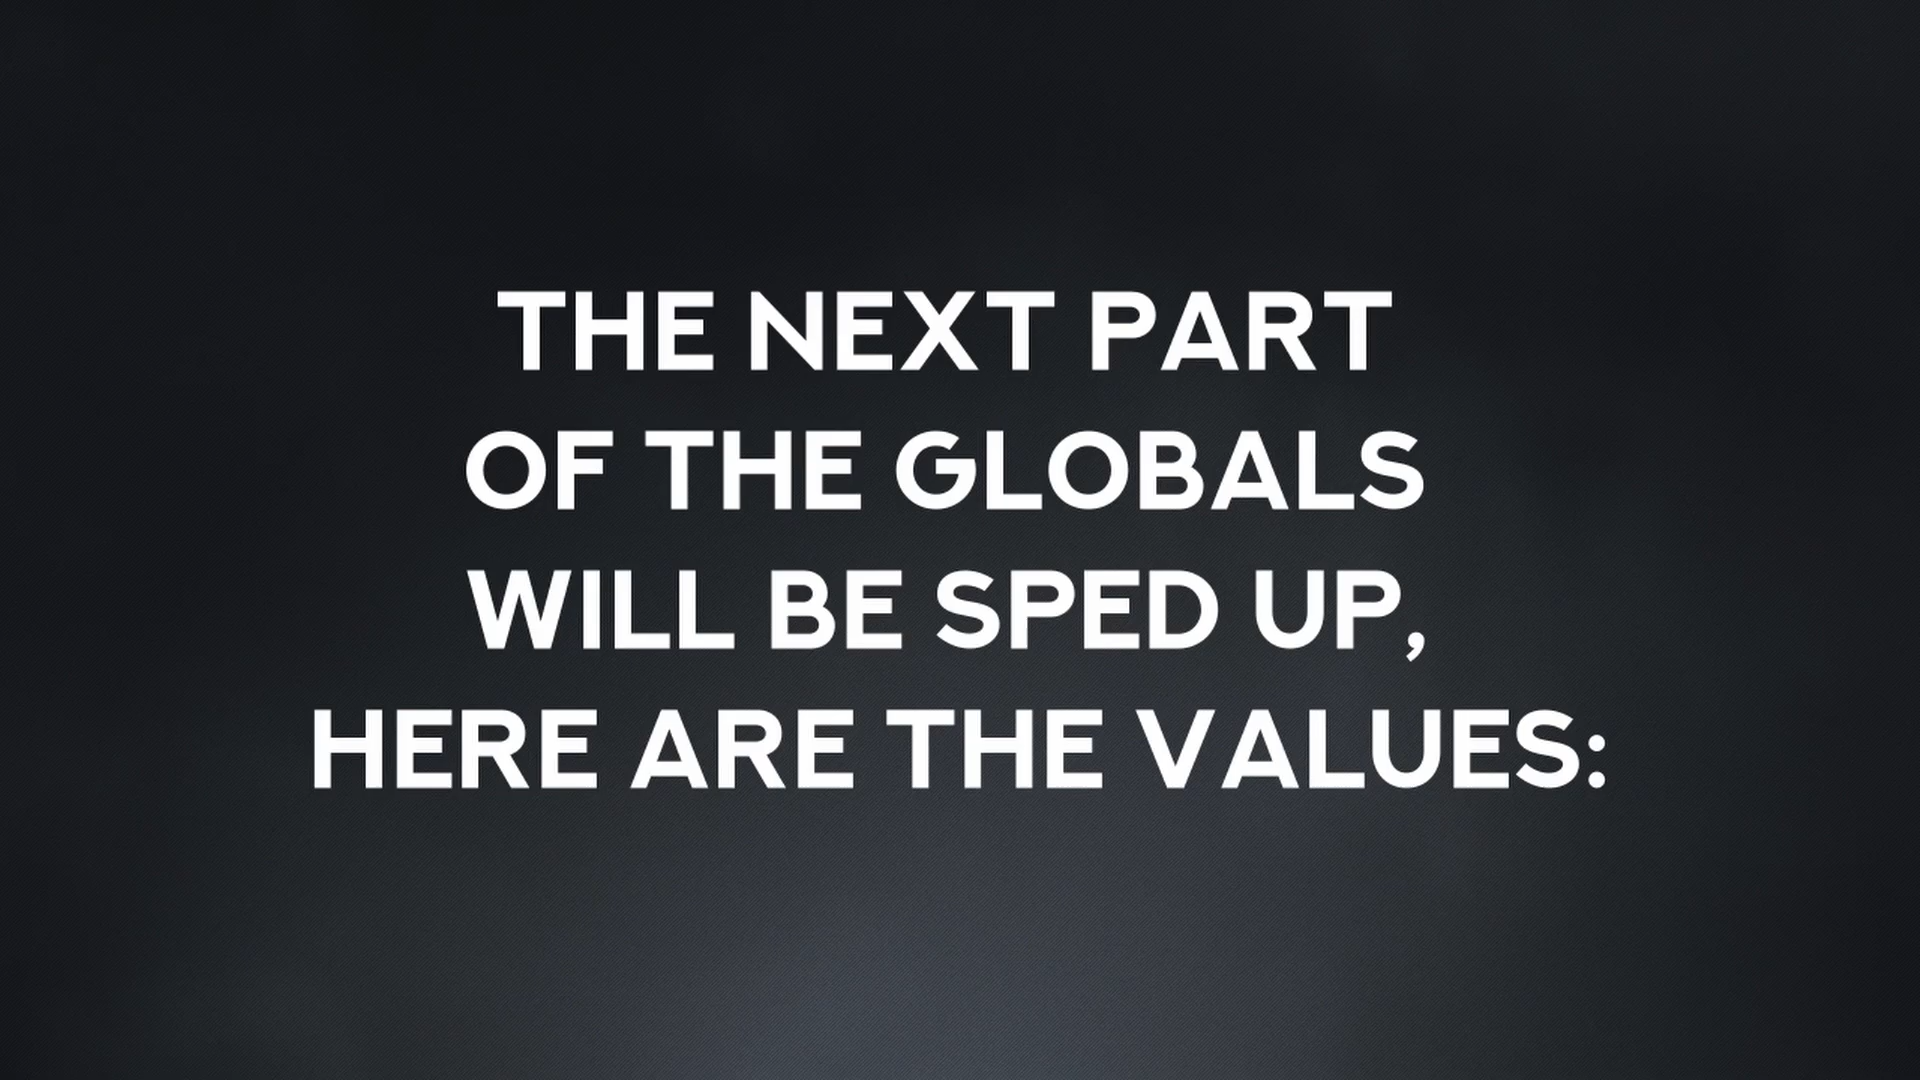 THE NEXT PART
OF THE GLOBALS
WILL BE SPED UP,
HERE ARE THE VALUES: